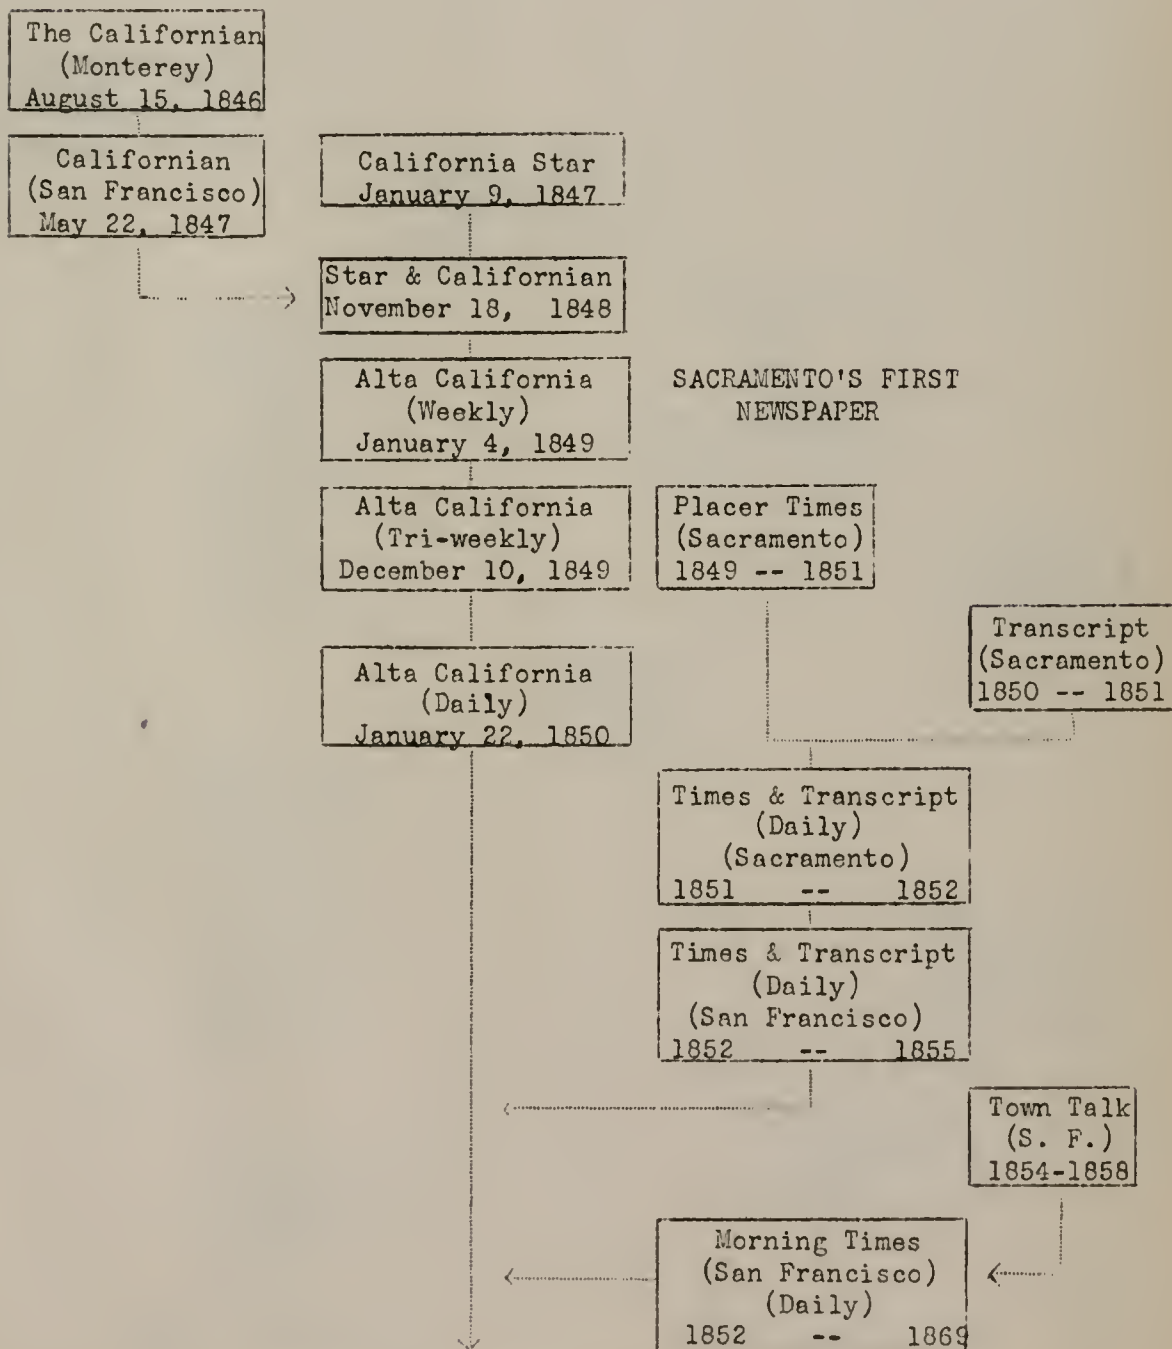 The Californian
(Monterey)
August 15, 1846
Californian
(San Francisco)
May 22, 1847
California Star
January 9, 1847
Star & Californian
November 18, 1848
Alta California
(Weekly)
January 4, 1849
SACRAMENTO'S FIRST
NEWSPAPER
Alta California
(Tri-weekly)
December 10, 1849
Placer Times
(Sacramento)
1849 -- 1851
Transcript
(Sacramento)
1850 -- 1851
Alta California
(Daily)
January 22, 1850
Times & Transcript
(Daily)
(Sacramento)
1851 -- 1852
Times & Transcript
(Daily)
(San Francisco)
1852 -- 1855
Town Talk
(S. F.)
1854-1858
Morning Times
(San Francisco)
(Daily)
1852 -- 1869